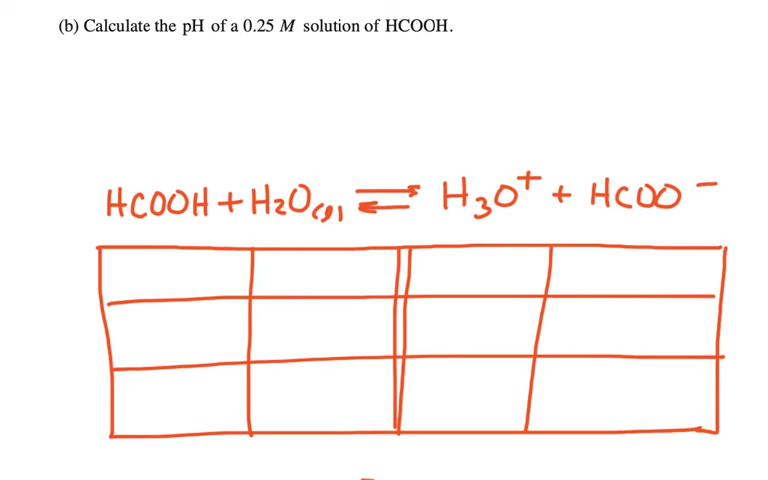 (b) Calculate the pH of a 0.25 M solution of HCOOH.
HCOOH + H₂O(l) ⇌ H₃O⁺ + HCOO⁻